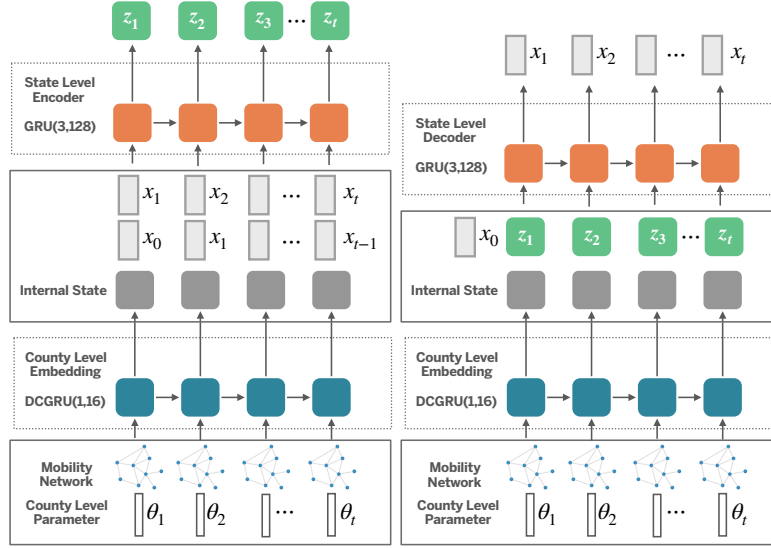 z₁ z₂ z₃ ... zₜ
State Level
Encoder
GRU(3,128)
x₁ x₂ ... xₜ
x₀ x₁ ... xₜ₋₁
Internal State
County Level
Embedding
DCGRU(1,16)
Mobility
Network
County Level
Parameter
θ₁ θ₂ ... θₜ
x₁ x₂ ... xₜ
State Level
Decoder
GRU(3,128)
x₀ z₁ z₂ z₃ ... zₜ
Internal State
County Level
Embedding
DCGRU(1,16)
Mobility
Network
County Level
Parameter
θ₁ θ₂ ... θₜ